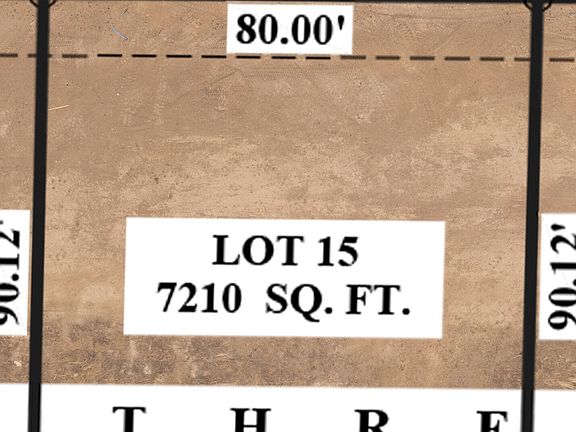 80.00'
90.12'
LOT 15
7210 SQ. FT.
90.12'
T H R E